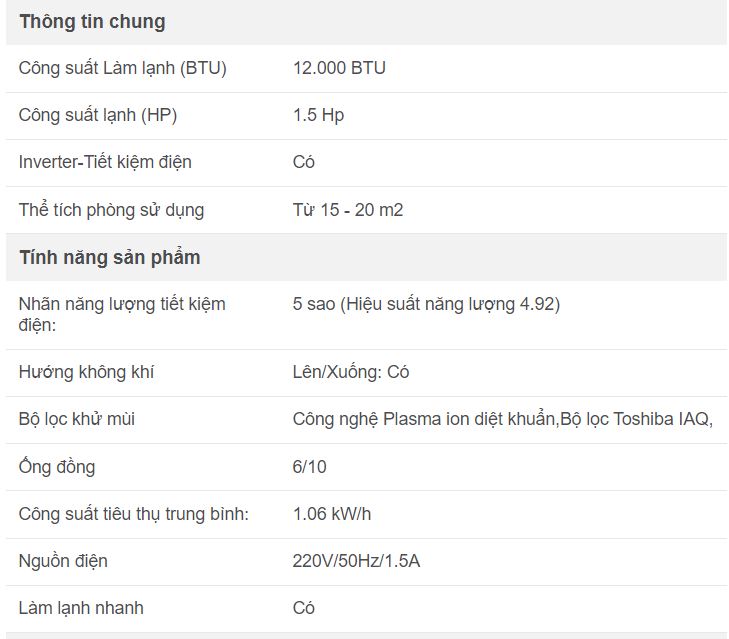 Thông tin chung
Công suất Làm lạnh (BTU) 12.000 BTU
Công suất lạnh (HP) 1.5 Hp
Inverter-Tiết kiệm điện Có
Thể tích phòng sử dụng Từ 15 - 20 m2
Tính năng sản phẩm
Nhãn năng lượng tiết kiệm 5 sao (Hiệu suất năng lượng 4.92)
điện:
Hướng không khí Lên/Xuống: Có
Bộ lọc khử mùi Công nghệ Plasma ion diệt khuẩn,Bộ lọc Toshiba IAQ,
Ống đồng 6/10
Công suất tiêu thụ trung bình: 1.06 kW/h
Nguồn điện 220V/50Hz/1.5A
Làm lạnh nhanh Có